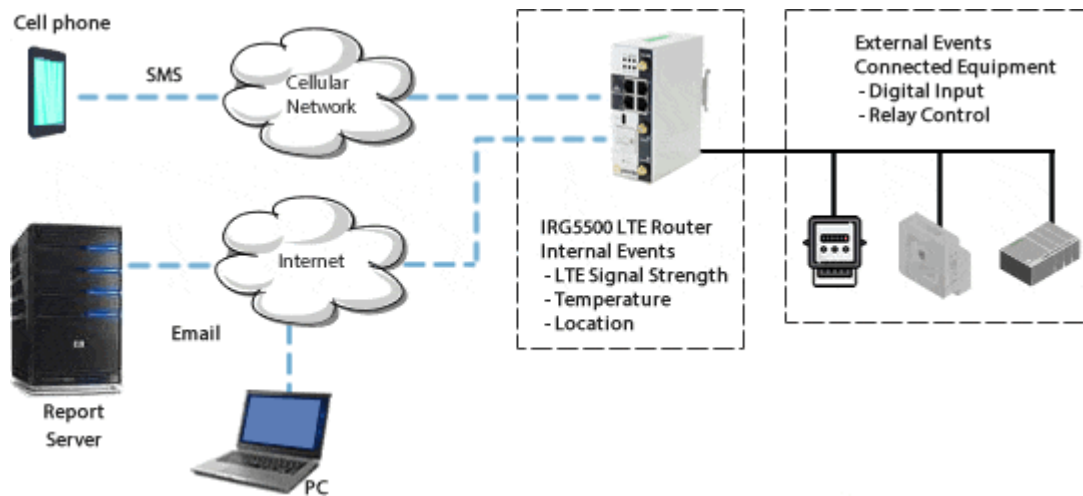 Cell phone
SMS
Cellular
Network
Internet
Email
Report
Server
PC
IRG5500 LTE Router
Internal Events
- LTE Signal Strength
- Temperature
- Location
External Events
Connected Equipment
- Digital Input
- Relay Control